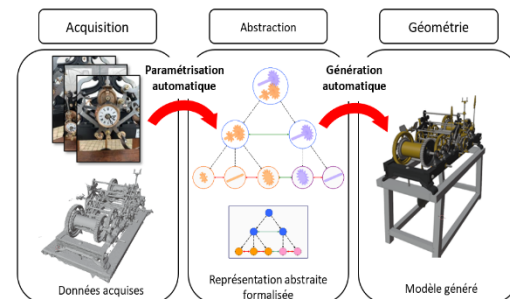 Acquisition
Abstraction
Géométrie
Paramétrisation
automatique
Génération
automatique
Données acquises
Représentation abstraite
formalisée
Modèle généré